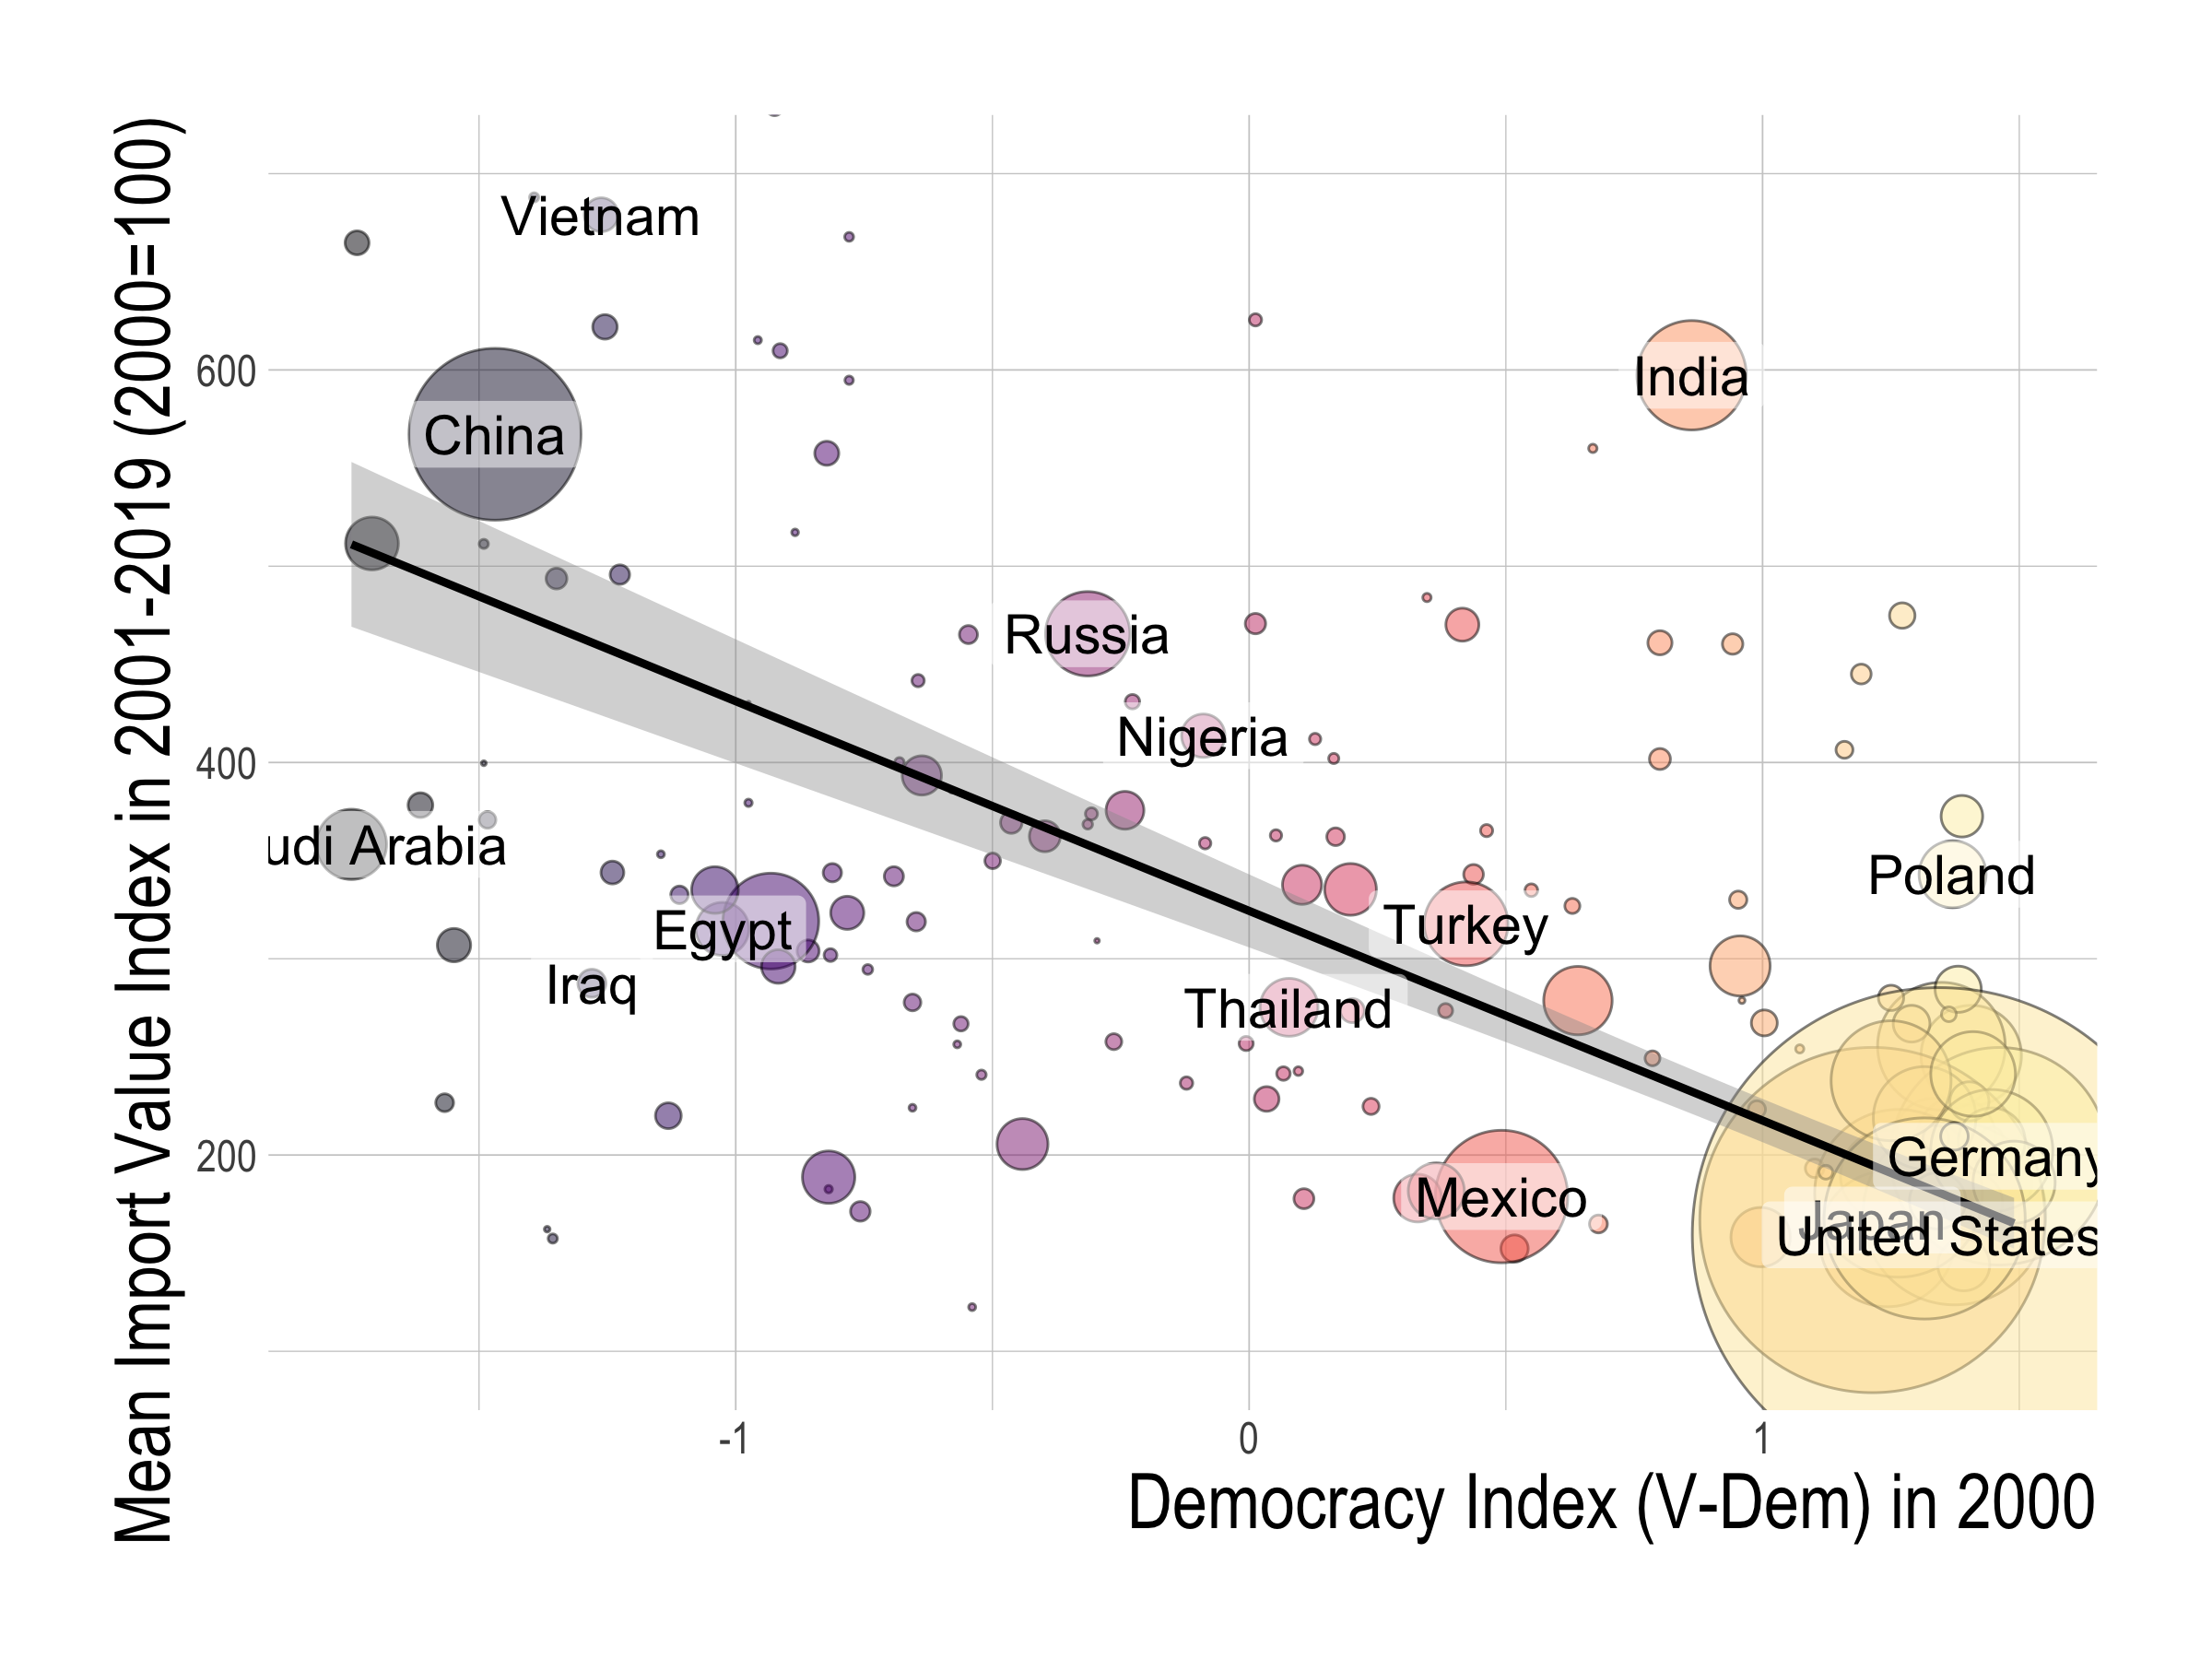 Mean Import Value Index in 2001-2019 (2000=100)
600
400
200
Vietnam
India
China
Russia
Nigeria
udi Arabia
Poland
Egypt
Turkey
Iraq
Thailand
Germany
Mexico
Japan
United States
-1
0
1
Democracy Index (V-Dem) in 2000